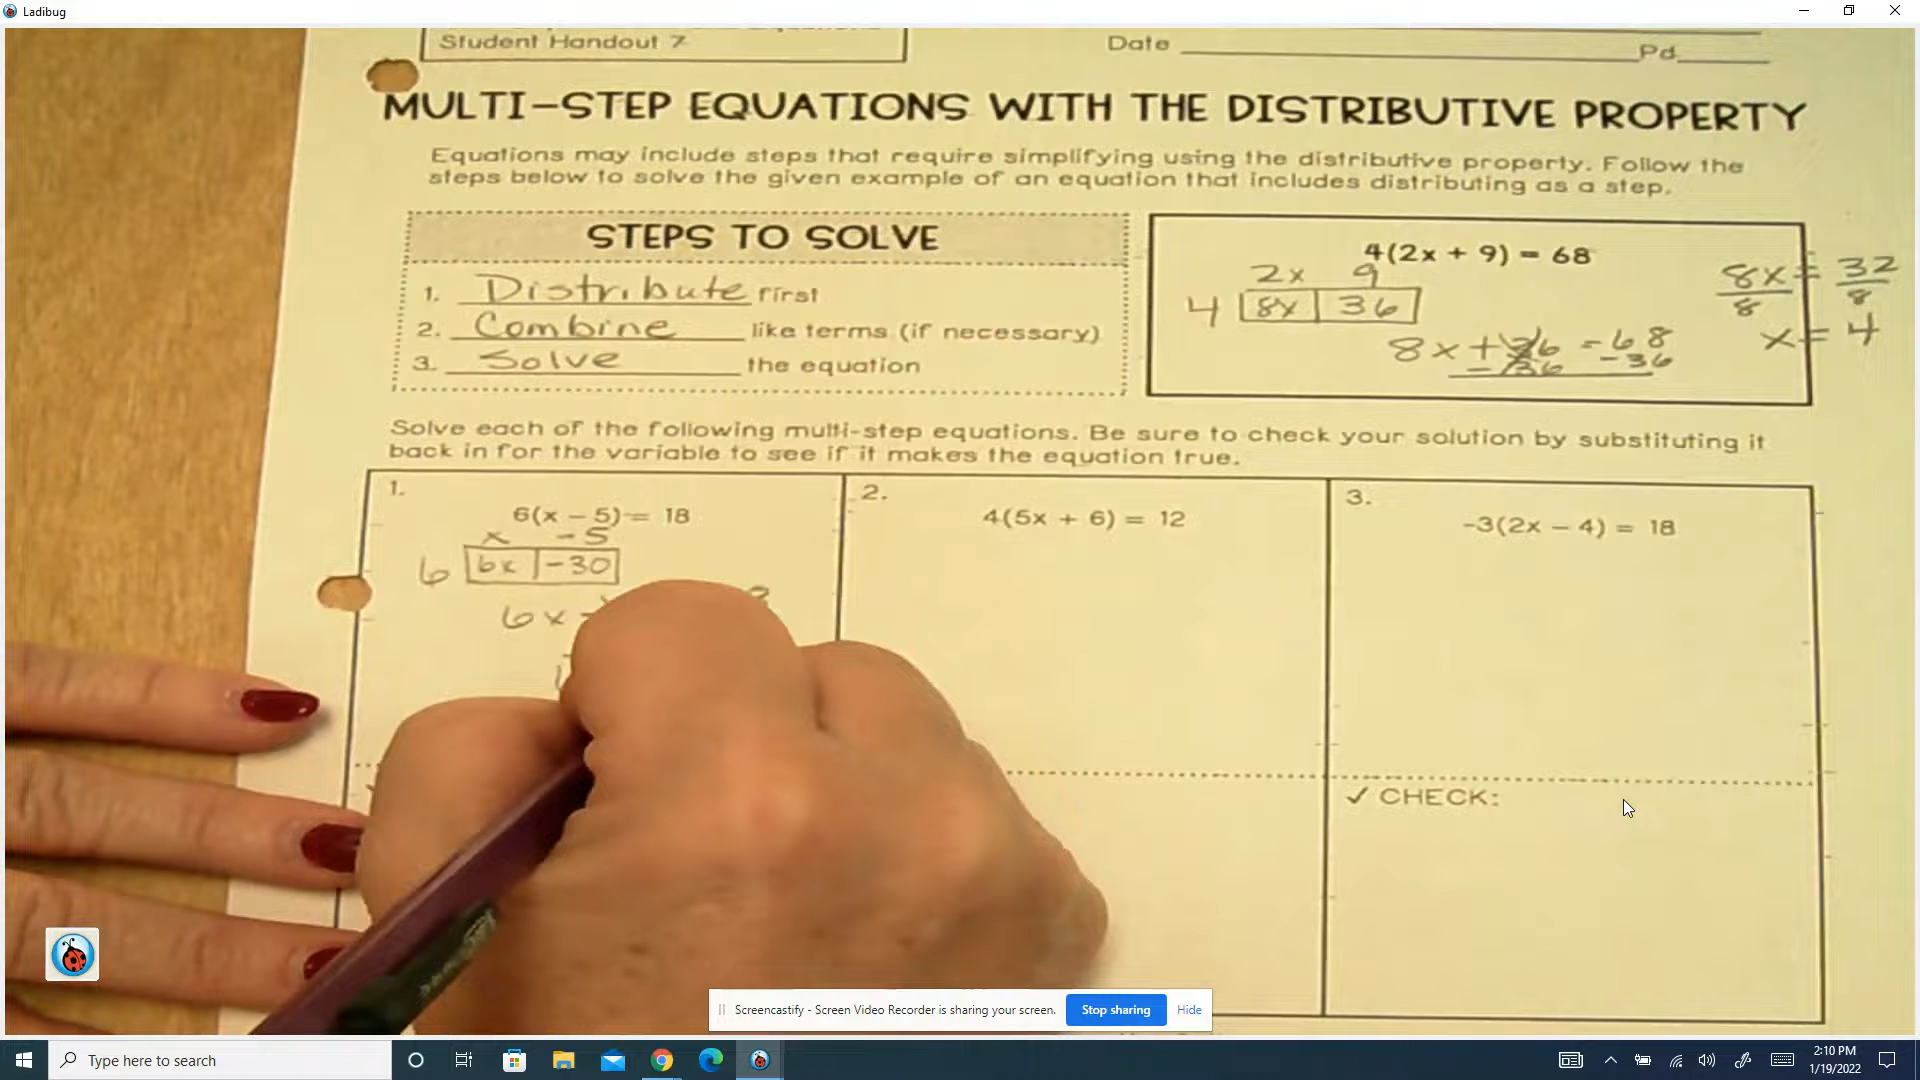 Ladibug
Student Handout 7
Date Pd
MULTI-STEP EQUATIONS WITH THE DISTRIBUTIVE PROPERTY
Equations may include steps that require simplifying using the distributive property. Follow the
steps below to solve the given example of an equation that includes distributing as a step.
STEPS TO SOLVE
1. Distribute first
2. Combine like terms (if necessary)
3. Solve the equation
4(2x + 9) = 68
2x 9
4 8x 36
8x + 36 = 68
- 36 - 36
8x = 32
8 8
x = 4
Solve each of the following multi-step equations. Be sure to check your solution by substituting it
back in for the variable to see if it makes the equation true.
1.
6(x - 5) = 18
x -5
6 6x -30
6x
2.
4(5x + 6) = 12
3.
-3(2x - 4) = 18
✓ CHECK:
Screencastify - Screen Video Recorder is sharing your screen. Stop sharing Hide
Type here to search
2:10 PM
1/19/2022